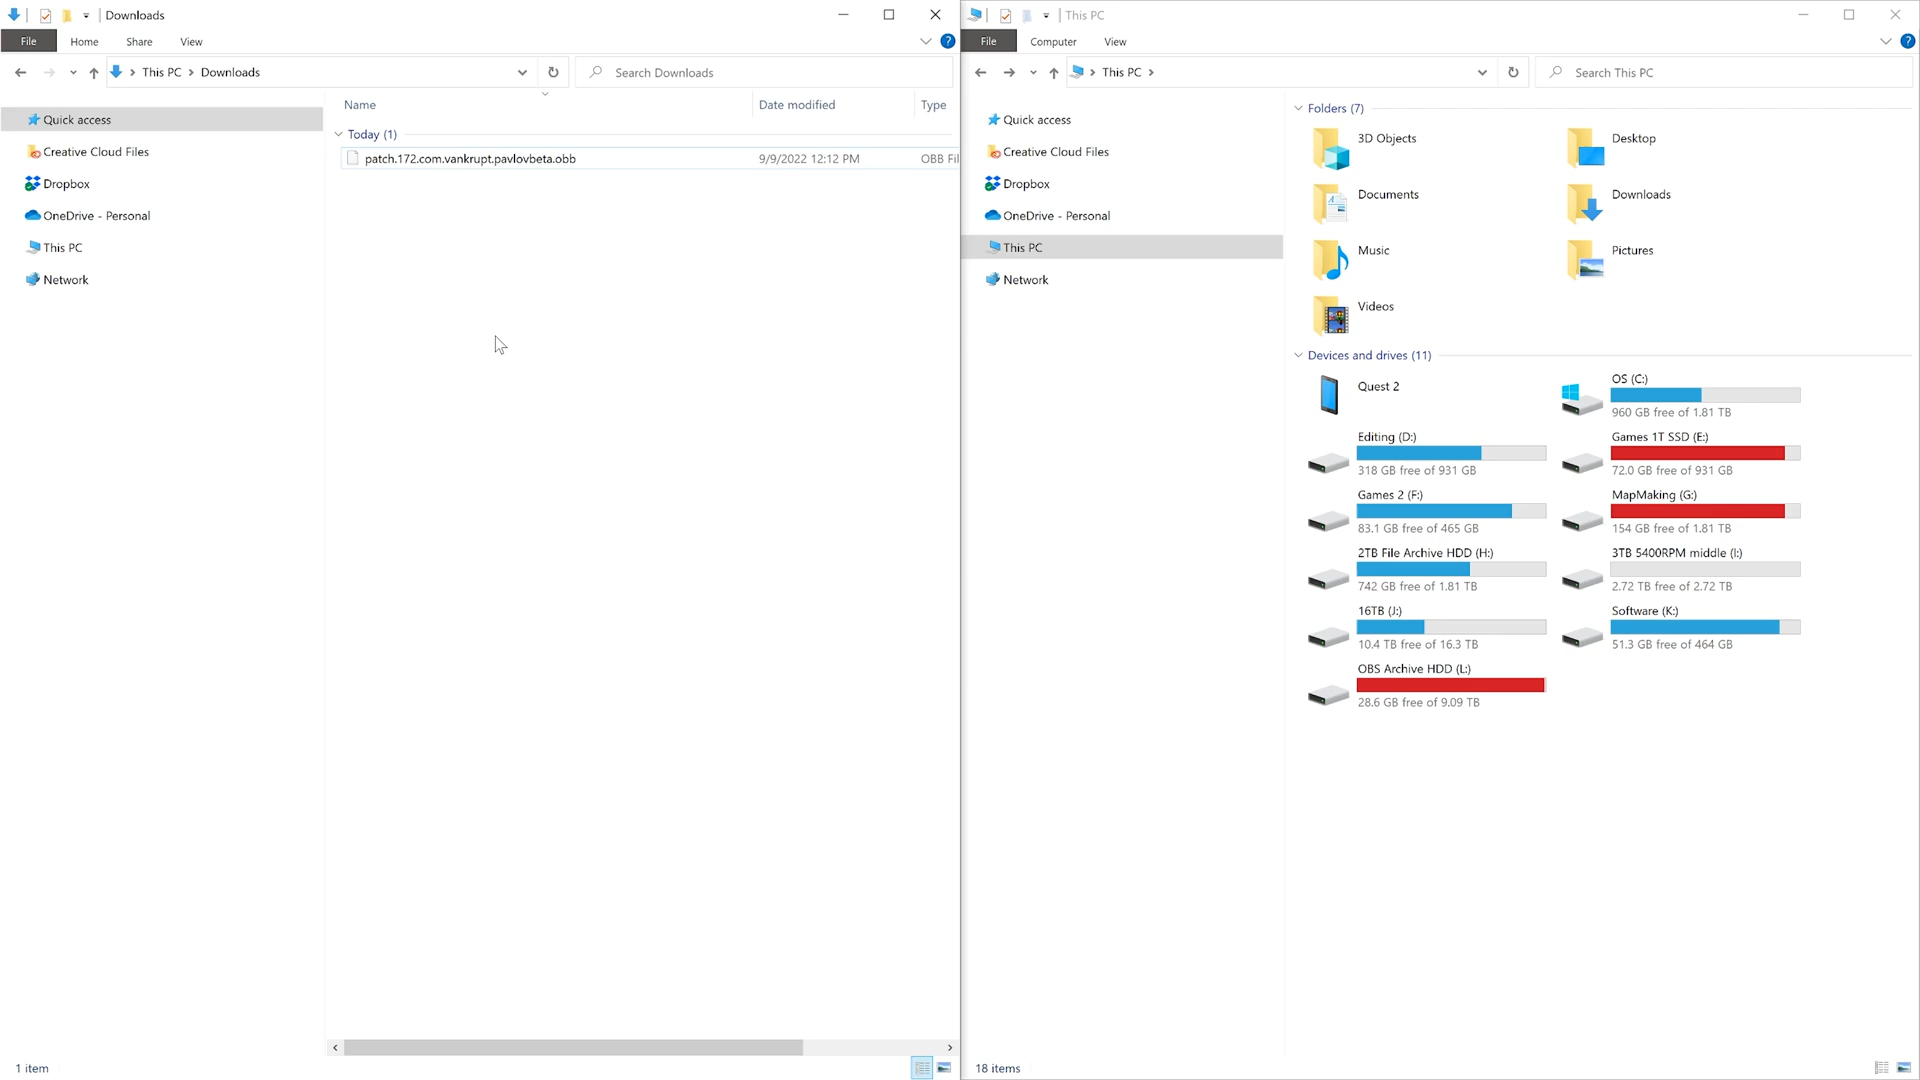 Downloads
File Home Share View
This PC Downloads
Search Downloads
Quick access
Creative Cloud Files
Dropbox
OneDrive - Personal
This PC
Network
Name Date modified Type
Today (1)
patch.172.com.vankrupt.pavlovbeta.obb 9/9/2022 12:12 PM OBB Fil
1 item
This PC
File Computer View
This PC
Search This PC
Quick access
Creative Cloud Files
Dropbox
OneDrive - Personal
This PC
Network
Folders (7)
3D Objects
Desktop
Documents
Downloads
Music
Pictures
Videos
Devices and drives (11)
Quest 2
OS (C:)
960 GB free of 1.81 TB
Editing (D:)
318 GB free of 931 GB
Games 1T SSD (E:)
72.0 GB free of 931 GB
Games 2 (F:)
83.1 GB free of 465 GB
MapMaking (G:)
154 GB free of 1.81 TB
2TB File Archive HDD (H:)
742 GB free of 1.81 TB
3TB 5400RPM middle (I:)
2.72 TB free of 2.72 TB
16TB (J:)
10.4 TB free of 16.3 TB
Software (K:)
51.3 GB free of 464 GB
OBS Archive HDD (L:)
28.6 GB free of 9.09 TB
18 items